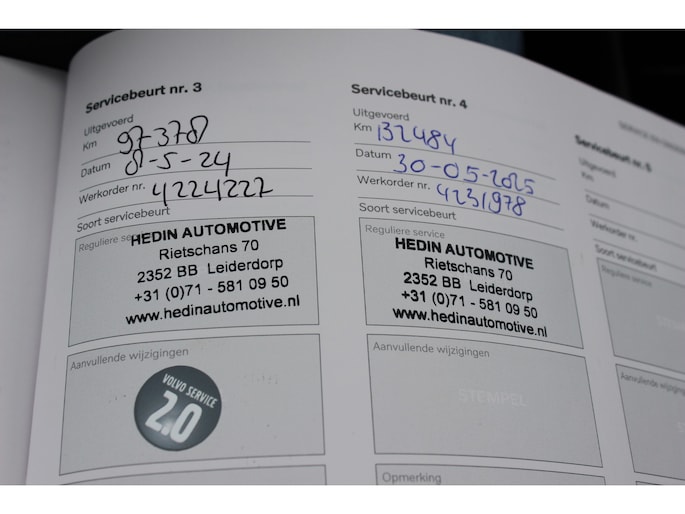 Servicebeurt nr. 3
Uitgevoerd
Km 97-378
Datum 8-5-24
Werkorder nr. 4224222
Soort servicebeurt
Reguliere service
HEDIN AUTOMOTIVE
Rietschans 70
2352 BB Leiderdorp
+31 (0)71 - 581 09 50
www.hedinautomotive.nl
Aanvullende wijzigingen
VOLVO SERVICE
2.0
Servicebeurt nr. 4
Uitgevoerd
Km 132484
Datum 30-05-2025
Werkorder nr. 4231978
Soort servicebeurt
Reguliere service
HEDIN AUTOMOTIVE
Rietschans 70
2352 BB Leiderdorp
+31 (0)71 - 581 09 50
www.hedinautomotive.nl
Aanvullende wijzigingen
STEMPEL
Opmerking
Servicebeurt nr. 5
Uitgevoerd
Km
Datum
Werkorder nr.
Soort servicebeurt
Reguliere service
Aanvullende wijzigingen